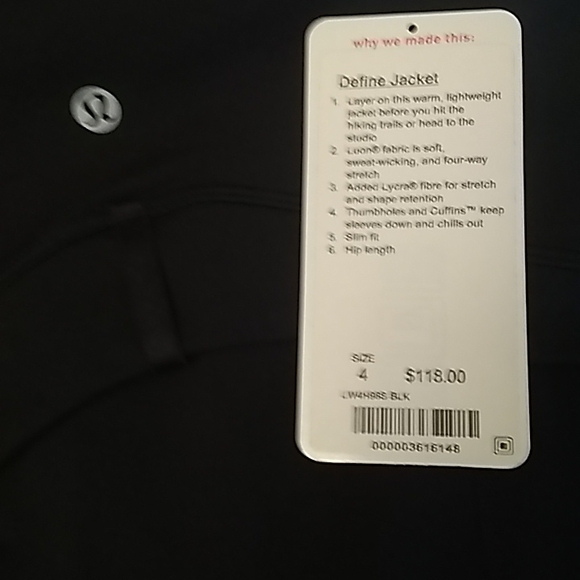 why we made this:
Define Jacket
1. Layer on this warm, lightweight
jacket before you hit the
hiking trails or head to the
studio
2. Luon® fabric is soft,
sweat-wicking, and four-way
stretch
3. Added Lycra® fibre for stretch
and shape retention
4. Thumbholes and Cuffins™ keep
sleeves down and chills out
5. Slim fit
6. Hip length
SIZE
4 $118.00
LW4H98S BLK
000003616148